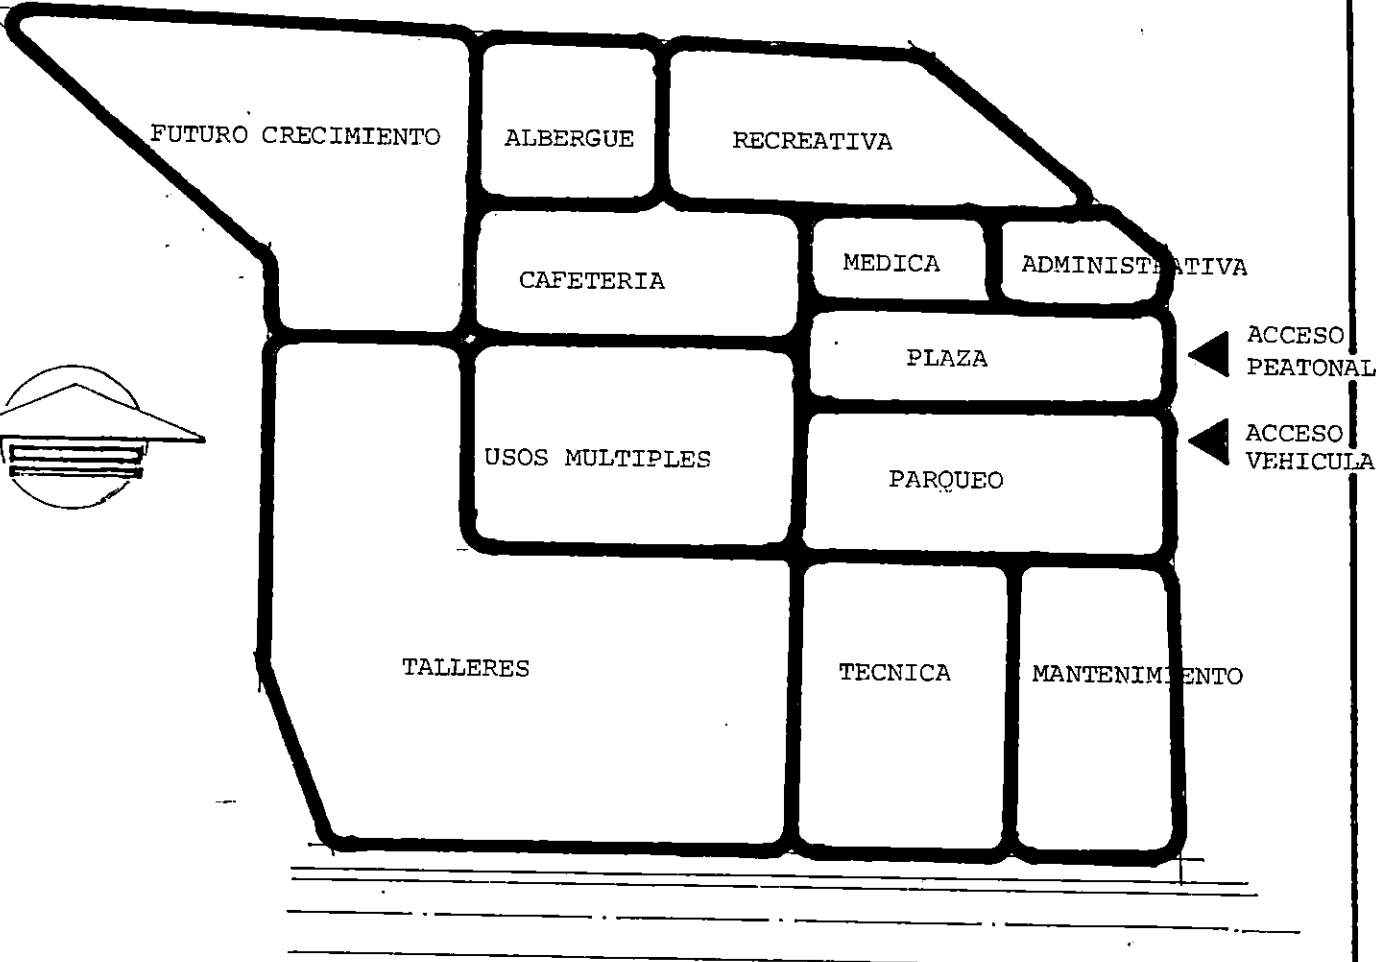 FUTURO CRECIMIENTO
ALBERGUE
RECREATIVA
CAFETERIA
MEDICA
ADMINISTRATIVA
PLAZA
ACCESO
PEATONAL
ACCESO
VEHICULA
USOS MULTIPLES
PARQUEO
TALLERES
TECNICA
MANTENIMIENTO